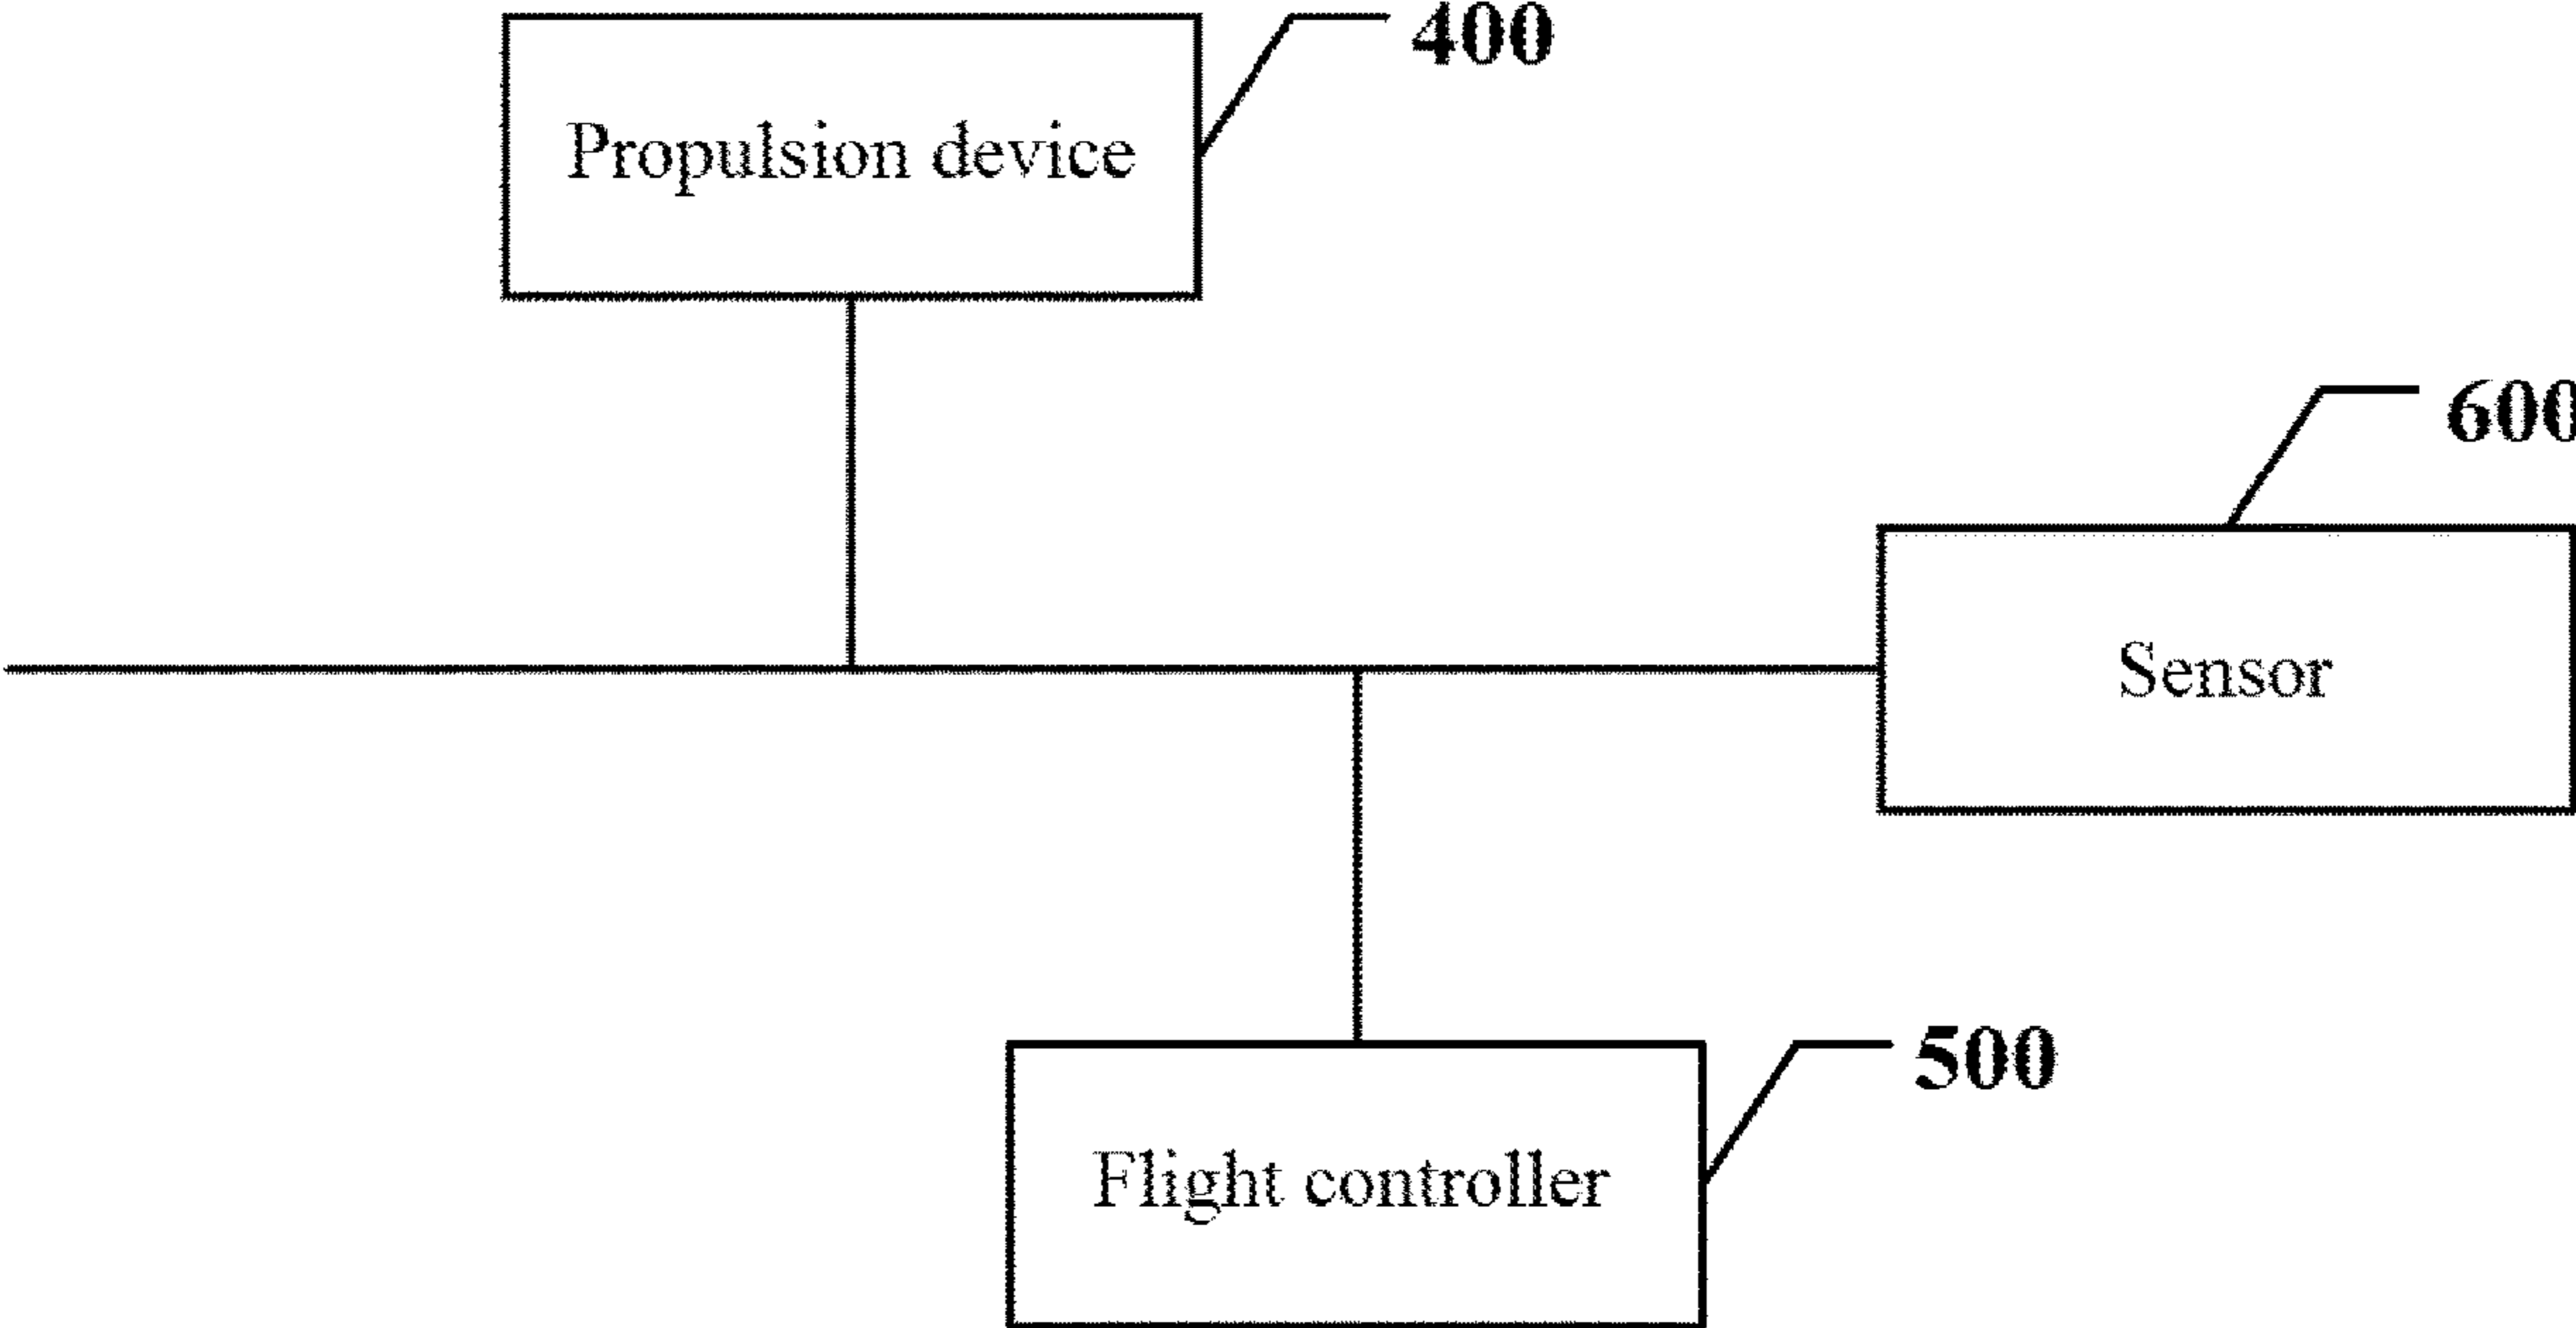 400
Propulsion device
600
Sensor
500
Flight controller